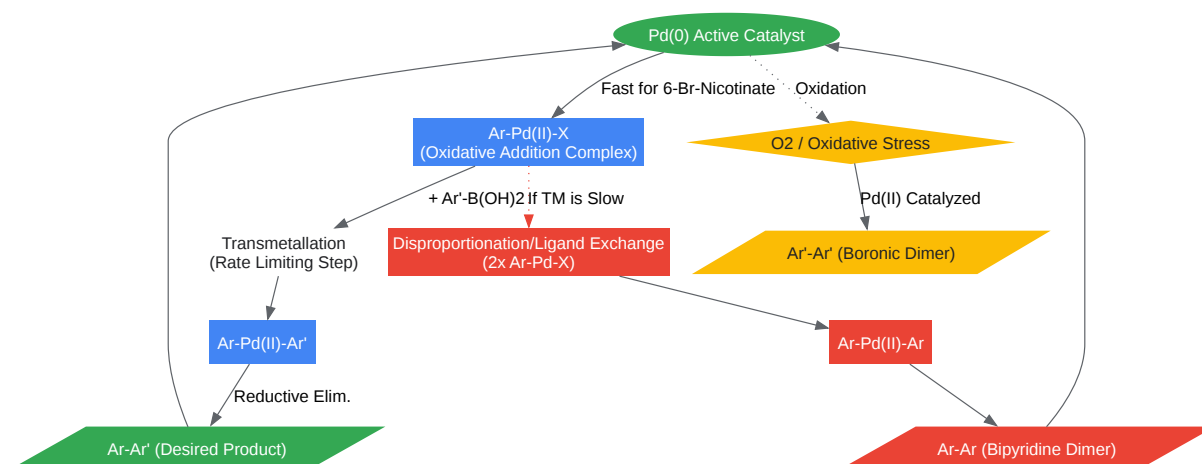 Pd(0) Active Catalyst
Fast for 6-Br-Nicotinate
Oxidation
Ar-Pd(II)-X
(Oxidative Addition Complex)
O2 / Oxidative Stress
+ Ar'-B(OH)2
If TM is Slow
Pd(II) Catalyzed
Transmetallation
(Rate Limiting Step)
Disproportionation/Ligand Exchange
(2x Ar-Pd-X)
Ar'-Ar' (Boronic Dimer)
Ar-Pd(II)-Ar'
Ar-Pd(II)-Ar
Reductive Elim.
Ar-Ar' (Desired Product)
Ar-Ar (Bipyridine Dimer)